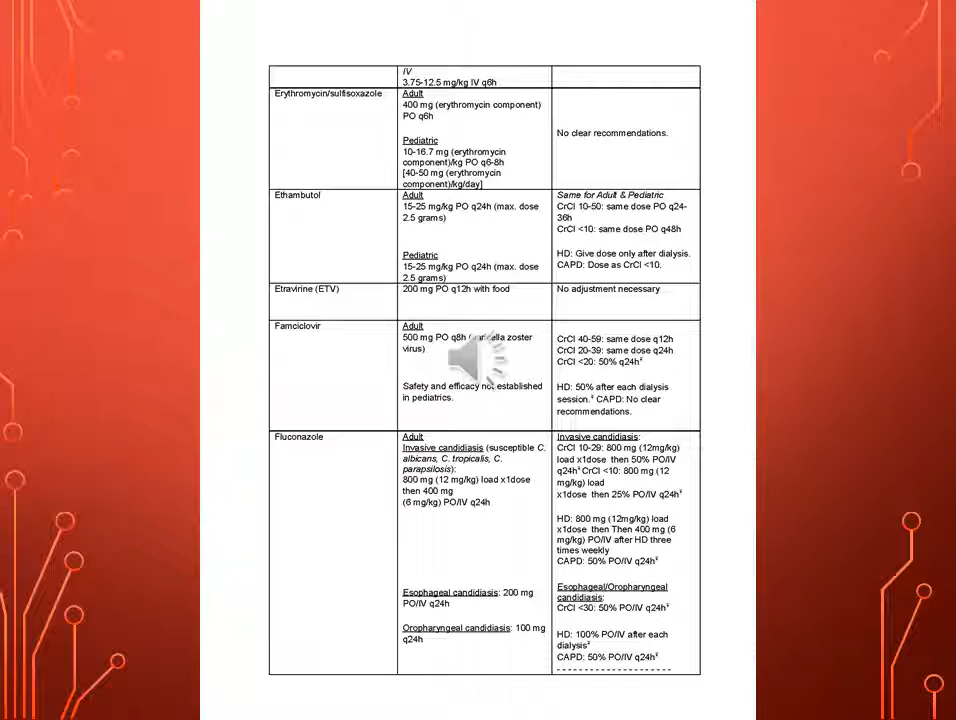 IV
3.75-12.5 mg/kg IV q6h
Erythromycin/sulfisoxazole
Adult
400 mg (erythromycin component)
PO q6h
Pediatric
10-16.7 mg (erythromycin
component)/kg PO q6-8h
[40-50 mg (erythromycin
component)/kg/day]
No clear recommendations.
Ethambutol
Adult
15-25 mg/kg PO q24h (max. dose
2.5 grams)
Pediatric
15-25 mg/kg PO q24h (max. dose
2.5 grams)
Same for Adult & Pediatric
CrCl 10-50: same dose PO q24-
36h
CrCl <10: same dose PO q48h
HD: Give dose only after dialysis.
CAPD: Dose as CrCl <10.
Etravirine (ETV)
200 mg PO q12h with food
No adjustment necessary
Famciclovir
Adult
500 mg PO q8h (varicella zoster
virus)
Safety and efficacy not established
in pediatrics.
CrCl 40-59: same dose q12h
CrCl 20-39: same dose q24h
CrCl <20: 50% q24h¥
HD: 50% after each dialysis
session.¥ CAPD: No clear
recommendations.
Fluconazole
Adult
Invasive candidiasis (susceptible C.
albicans, C. tropicalis, C.
parapsilosis):
800 mg (12 mg/kg) load x1dose
then 400 mg
(6 mg/kg) PO/IV q24h
Esophageal candidiasis: 200 mg
PO/IV q24h
Oropharyngeal candidiasis: 100 mg
q24h
Invasive candidiasis:
CrCl 10-29: 800 mg (12mg/kg)
load x1dose then 50% PO/IV
q24h¥ CrCl <10: 800 mg (12
mg/kg) load
x1dose then 25% PO/IV q24h¥
HD: 800 mg (12mg/kg) load
x1dose then Then 400 mg (6
mg/kg) PO/IV after HD three
times weekly
CAPD: 50% PO/IV q24h¥
Esophageal/Oropharyngeal
candidiasis:
CrCl <30: 50% PO/IV q24h¥
HD: 100% PO/IV after each
dialysis¥
CAPD: 50% PO/IV q24h¥
- - - - - - - - - - - - - - - - - - - - - -